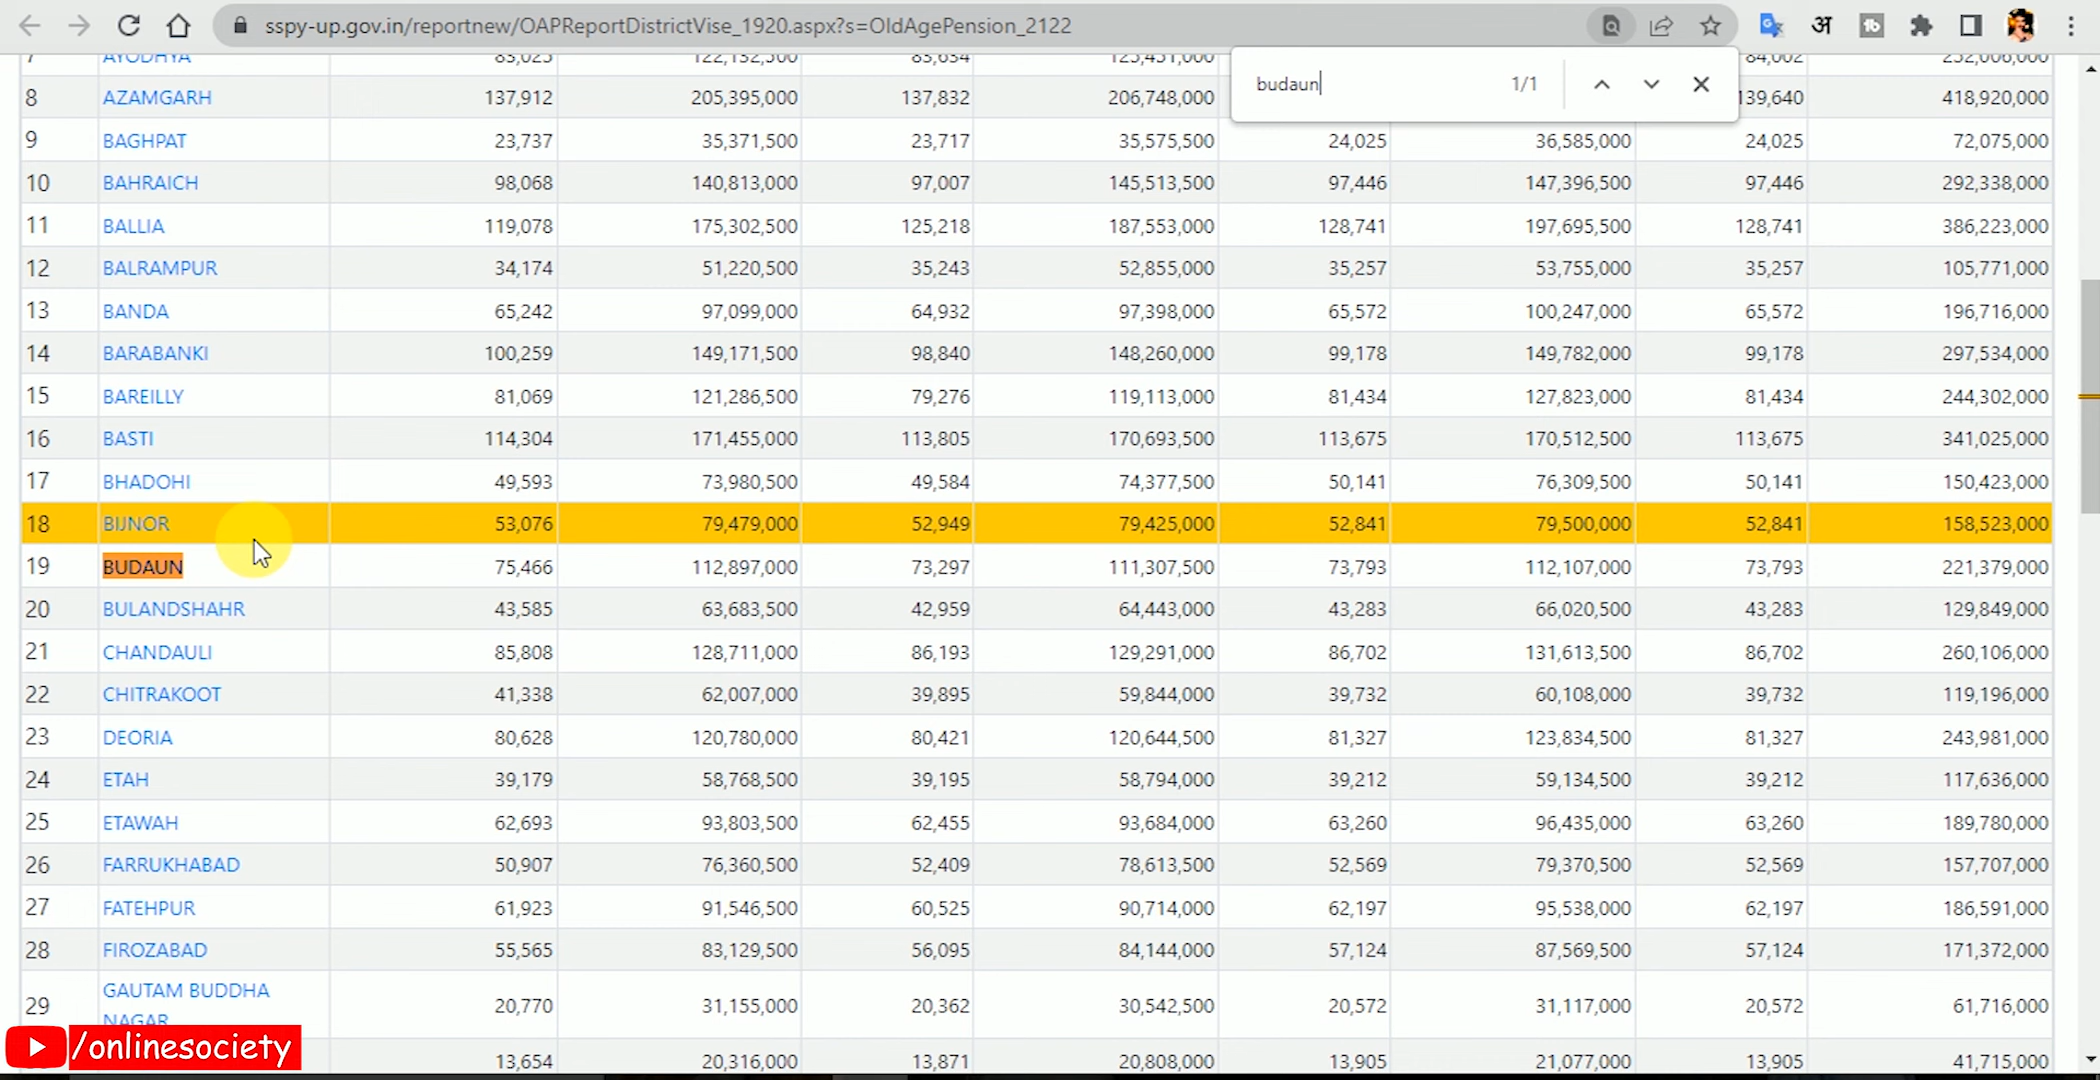 sspy-up.gov.in/reportnew/OAPReportDistrictVise_1920.aspx?s=OldAgePension_2122
budaun 1/1
7 AYODHYA 83,025 122,132,500 83,634 125,451,000 84,002 252,006,000
8 AZAMGARH 137,912 205,395,000 137,832 206,748,000 139,640 418,920,000
9 BAGHPAT 23,737 35,371,500 23,717 35,575,500 24,025 36,585,000 24,025 72,075,000
10 BAHRAICH 98,068 140,813,000 97,007 145,513,500 97,446 147,396,500 97,446 292,338,000
11 BALLIA 119,078 175,302,500 125,218 187,553,000 128,741 197,695,500 128,741 386,223,000
12 BALRAMPUR 34,174 51,220,500 35,243 52,855,000 35,257 53,755,000 35,257 105,771,000
13 BANDA 65,242 97,099,000 64,932 97,398,000 65,572 100,247,000 65,572 196,716,000
14 BARABANKI 100,259 149,171,500 98,840 148,260,000 99,178 149,782,000 99,178 297,534,000
15 BAREILLY 81,069 121,286,500 79,276 119,113,000 81,434 127,823,000 81,434 244,302,000
16 BASTI 114,304 171,455,000 113,805 170,693,500 113,675 170,512,500 113,675 341,025,000
17 BHADOHI 49,593 73,980,500 49,584 74,377,500 50,141 76,309,500 50,141 150,423,000
18 BIJNOR 53,076 79,479,000 52,949 79,425,000 52,841 79,500,000 52,841 158,523,000
19 BUDAUN 75,466 112,897,000 73,297 111,307,500 73,793 112,107,000 73,793 221,379,000
20 BULANDSHAHR 43,585 63,683,500 42,959 64,443,000 43,283 66,020,500 43,283 129,849,000
21 CHANDAULI 85,808 128,711,000 86,193 129,291,000 86,702 131,613,500 86,702 260,106,000
22 CHITRAKOOT 41,338 62,007,000 39,895 59,844,000 39,732 60,108,000 39,732 119,196,000
23 DEORIA 80,628 120,780,000 80,421 120,644,500 81,327 123,834,500 81,327 243,981,000
24 ETAH 39,179 58,768,500 39,195 58,794,000 39,212 59,134,500 39,212 117,636,000
25 ETAWAH 62,693 93,803,500 62,455 93,684,000 63,260 96,435,000 63,260 189,780,000
26 FARRUKHABAD 50,907 76,360,500 52,409 78,613,500 52,569 79,370,500 52,569 157,707,000
27 FATEHPUR 61,923 91,546,500 60,525 90,714,000 62,197 95,538,000 62,197 186,591,000
28 FIROZABAD 55,565 83,129,500 56,095 84,144,000 57,124 87,569,500 57,124 171,372,000
29 GAUTAM BUDDHA NAGAR 20,770 31,155,000 20,362 30,542,500 20,572 31,117,000 20,572 61,716,000
/onlinesociety
13,654 20,316,000 13,871 20,808,000 13,905 21,077,000 13,905 41,715,000